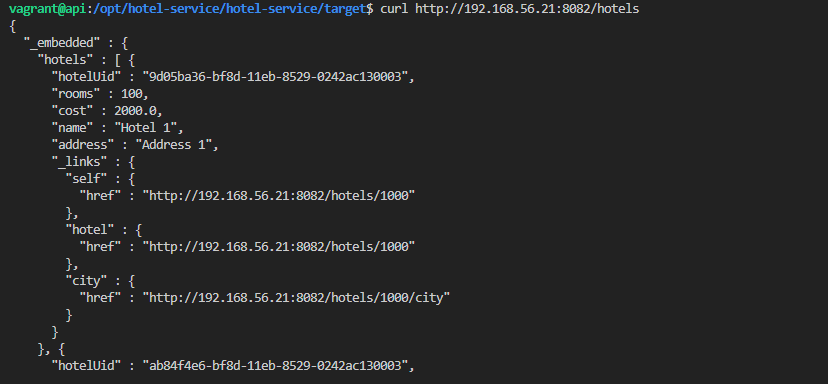 vagrant@api:/opt/hotel-service/hotel-service/target$ curl http://192.168.56.21:8082/hotels
{
  "_embedded" : {
    "hotels" : [ {
      "hotelUid" : "9d05ba36-bf8d-11eb-8529-0242ac130003",
      "rooms" : 100,
      "cost" : 2000.0,
      "name" : "Hotel 1",
      "address" : "Address 1",
      "_links" : {
        "self" : {
          "href" : "http://192.168.56.21:8082/hotels/1000"
        },
        "hotel" : {
          "href" : "http://192.168.56.21:8082/hotels/1000"
        },
        "city" : {
          "href" : "http://192.168.56.21:8082/hotels/1000/city"
        }
      }
    }, {
      "hotelUid" : "ab84f4e6-bf8d-11eb-8529-0242ac130003",